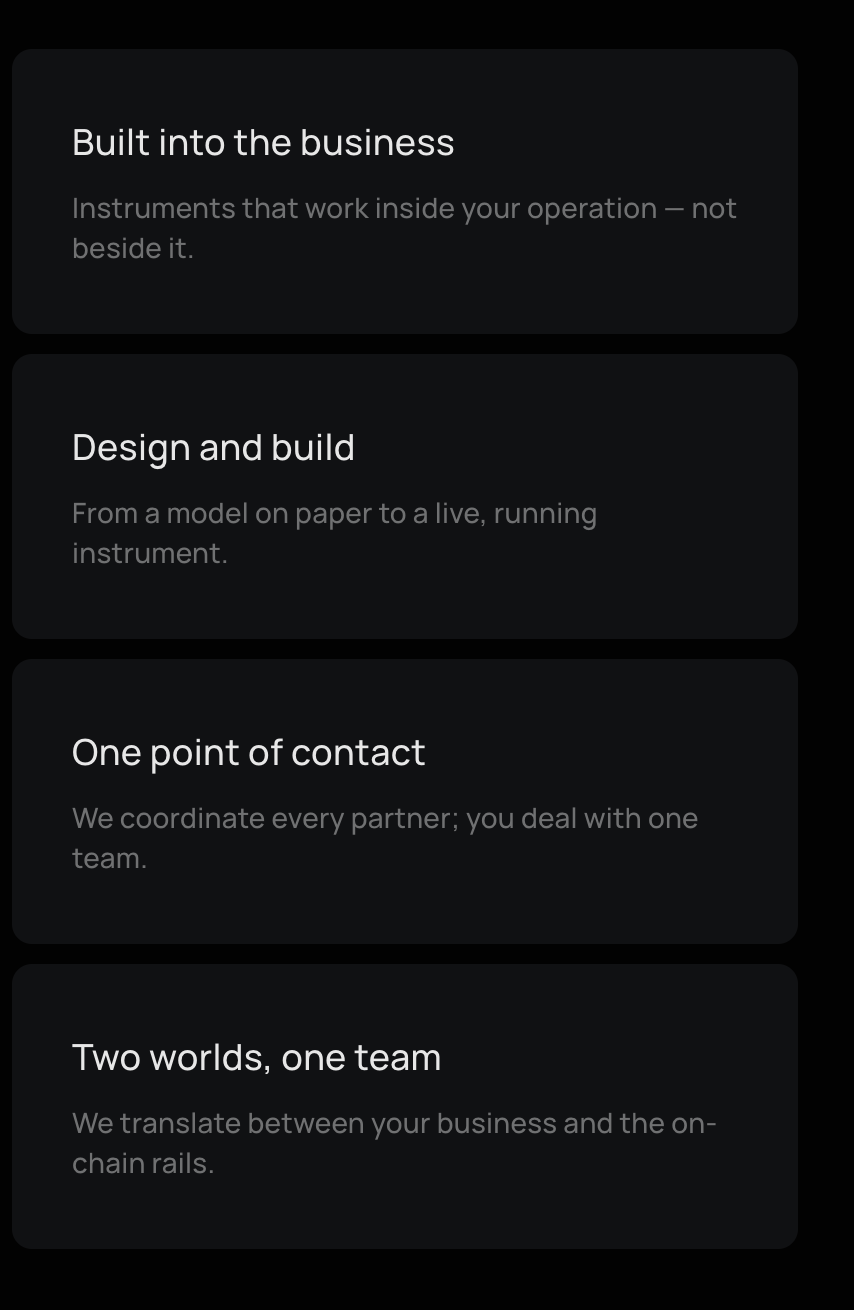 Built into the business
Instruments that work inside your operation — not
beside it.
Design and build
From a model on paper to a live, running
instrument.
One point of contact
We coordinate every partner; you deal with one
team.
Two worlds, one team
We translate between your business and the on-
chain rails.